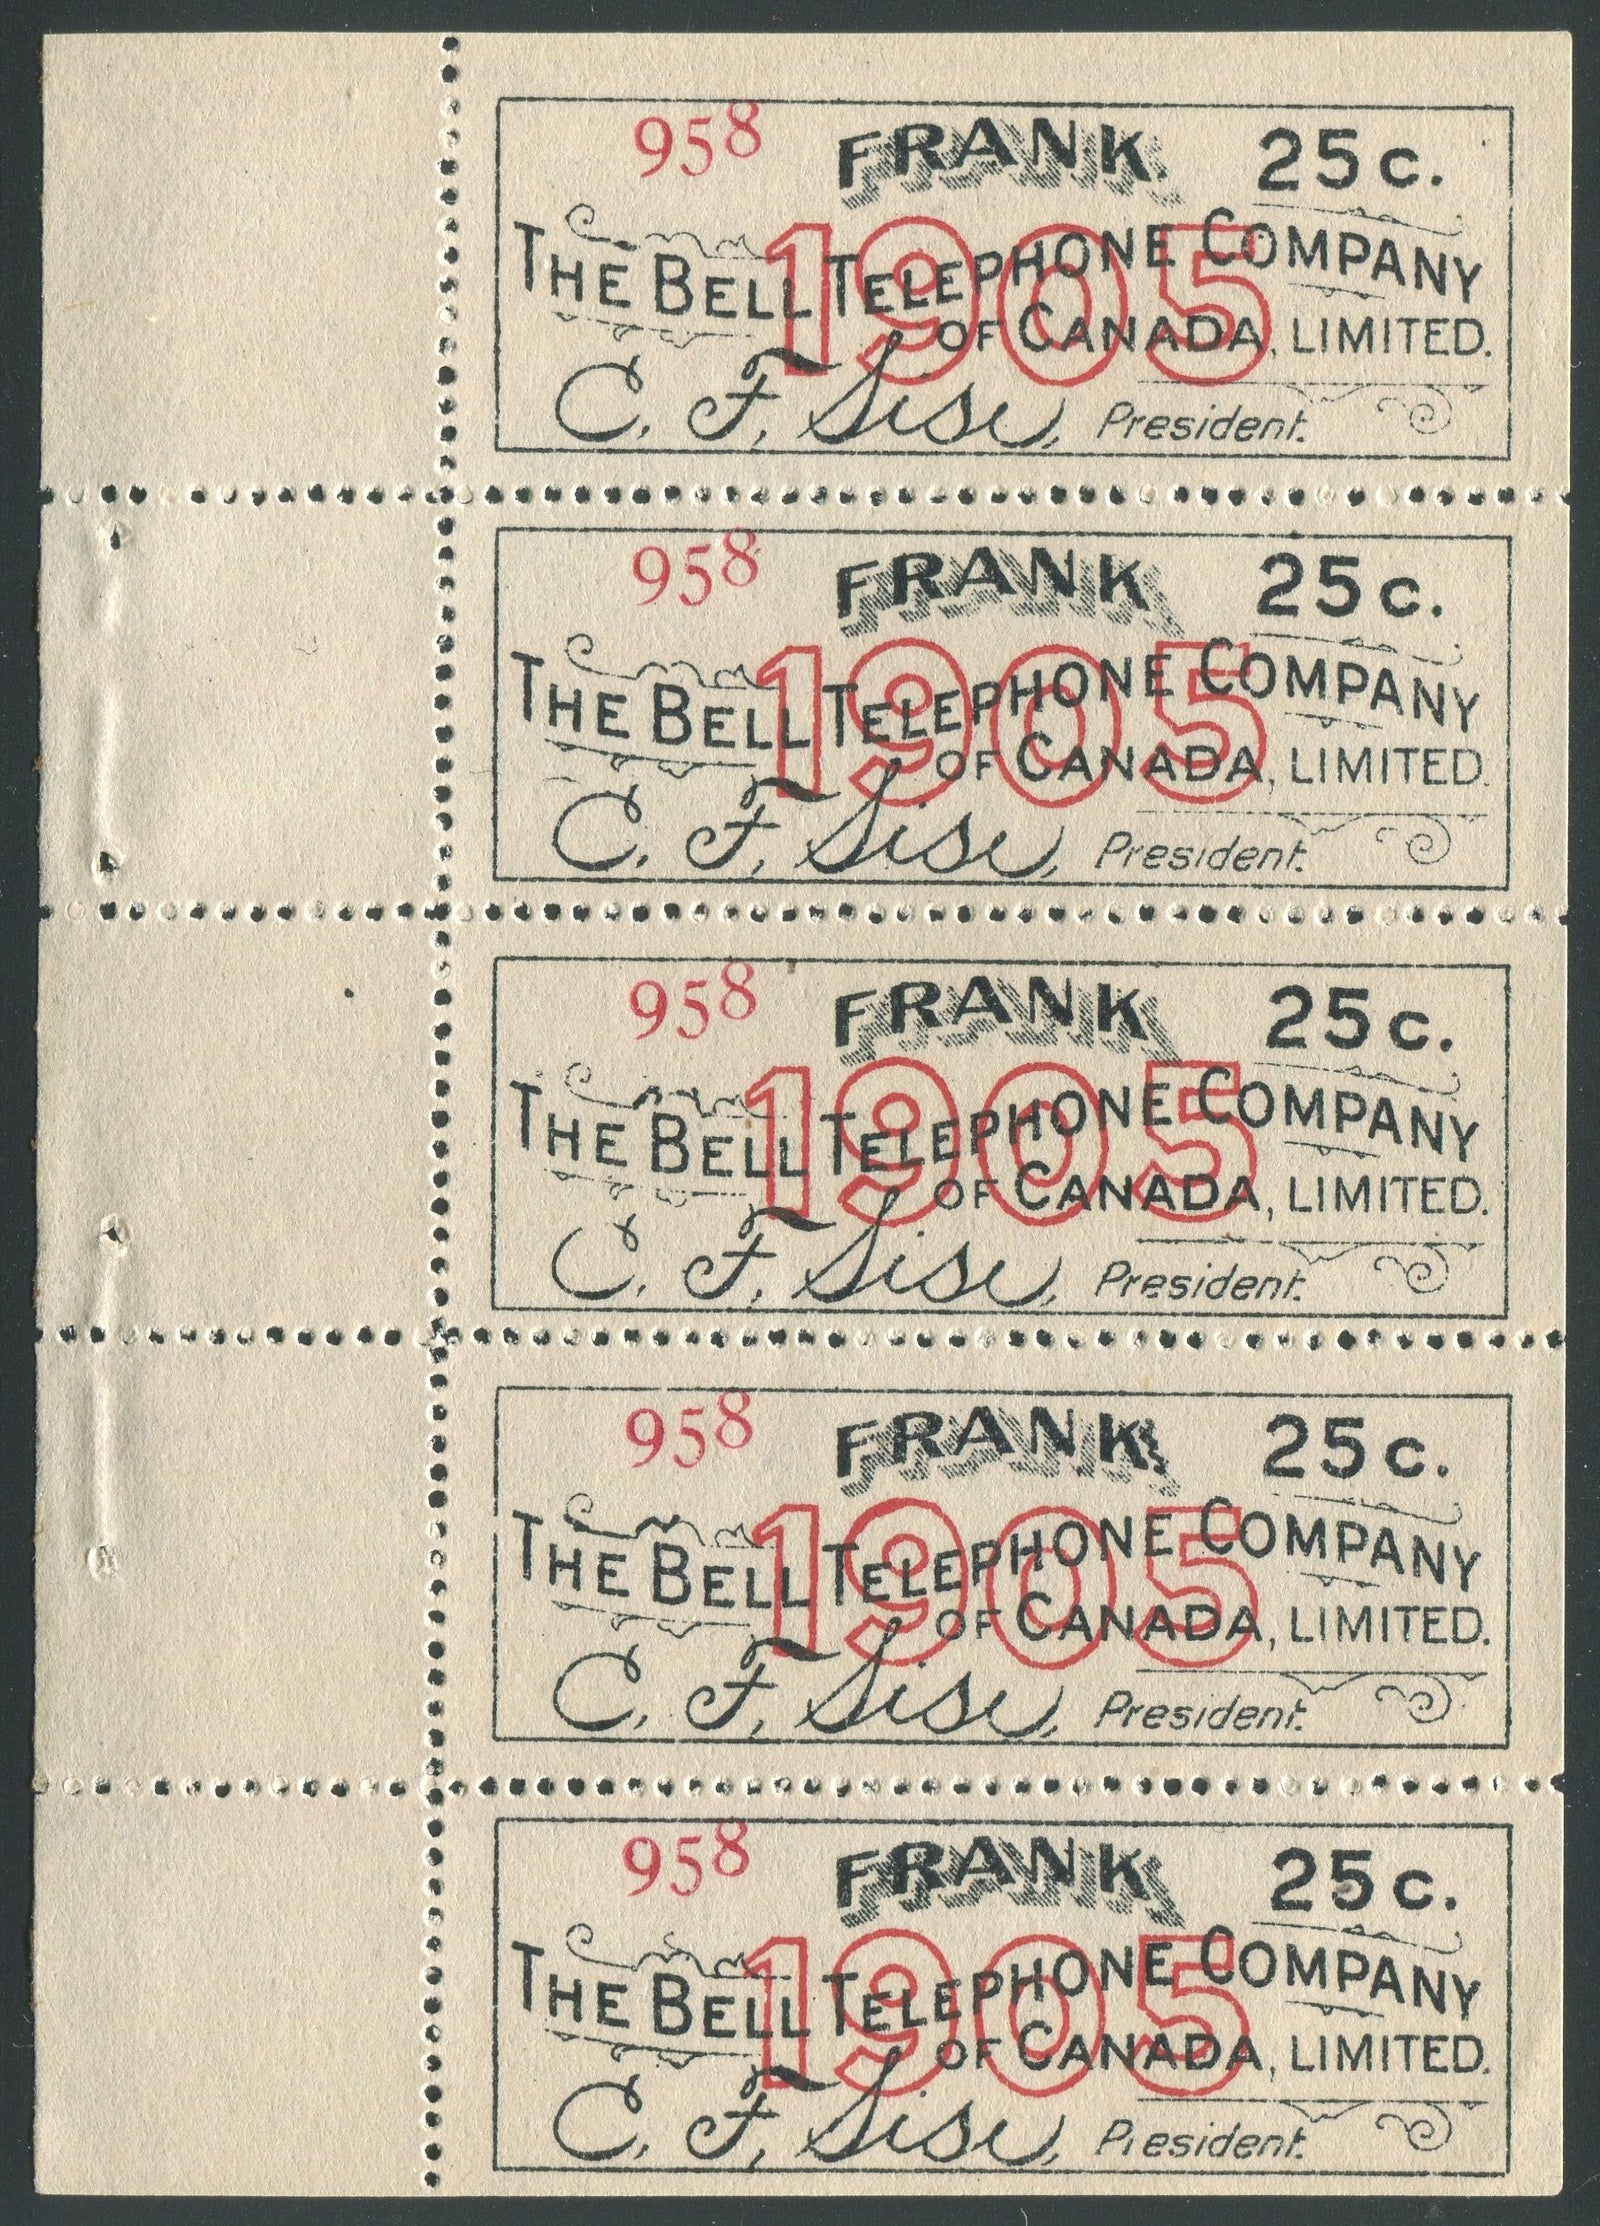 958 FRANK. 25c.
1905
THE BELL TELEPHONE COMPANY
OF CANADA, LIMITED.
C. F. Sise, President.
958 FRANK 25c.
1905
THE BELL TELEPHONE COMPANY
OF CANADA, LIMITED.
C. F. Sise, President.
958 FRANK. 25c.
1905
THE BELL TELEPHONE COMPANY
OF CANADA, LIMITED.
C. F. Sise, President.
958 FRANK. 25c.
1905
THE BELL TELEPHONE COMPANY
OF CANADA, LIMITED.
C. F. Sise, President.
958 FRANK 25c.
1905
THE BELL TELEPHONE COMPANY
OF CANADA, LIMITED.
C. F. Sise, President.